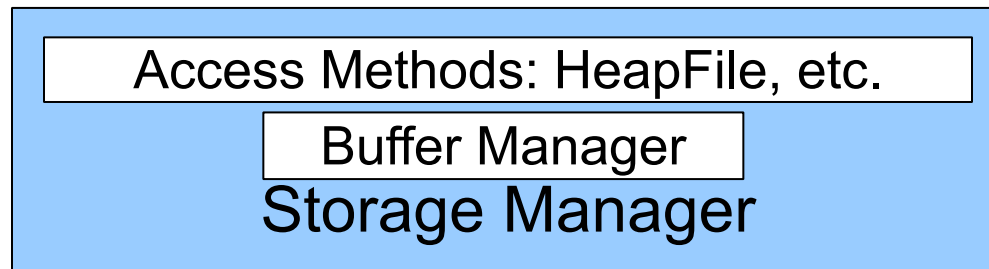 Access Methods: HeapFile, etc.
Buffer Manager
Storage Manager